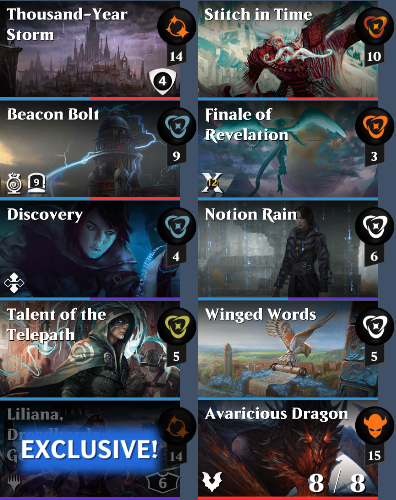 Thousand-Year
Storm
14
4
Stitch in Time
10
Beacon Bolt
9
9
Finale of
Revelation
3
X
12
Discovery
4
Notion Rain
6
Talent of the
Telepath
5
Winged Words
5
Liliana,
14
EXCLUSIVE!
6
Avaricious Dragon
15
8 / 8